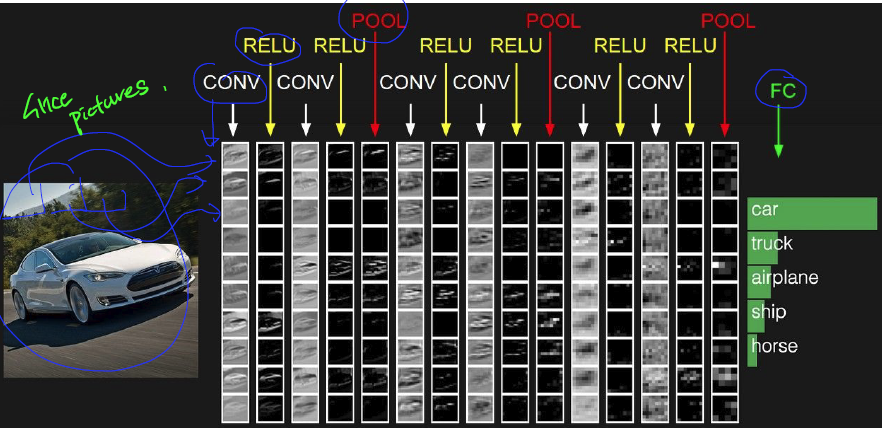 POOL POOL POOL
RELU RELU RELU RELU RELU RELU
CONV CONV CONV CONV CONV CONV
FC
slice
pictures.
car
truck
airplane
ship
horse